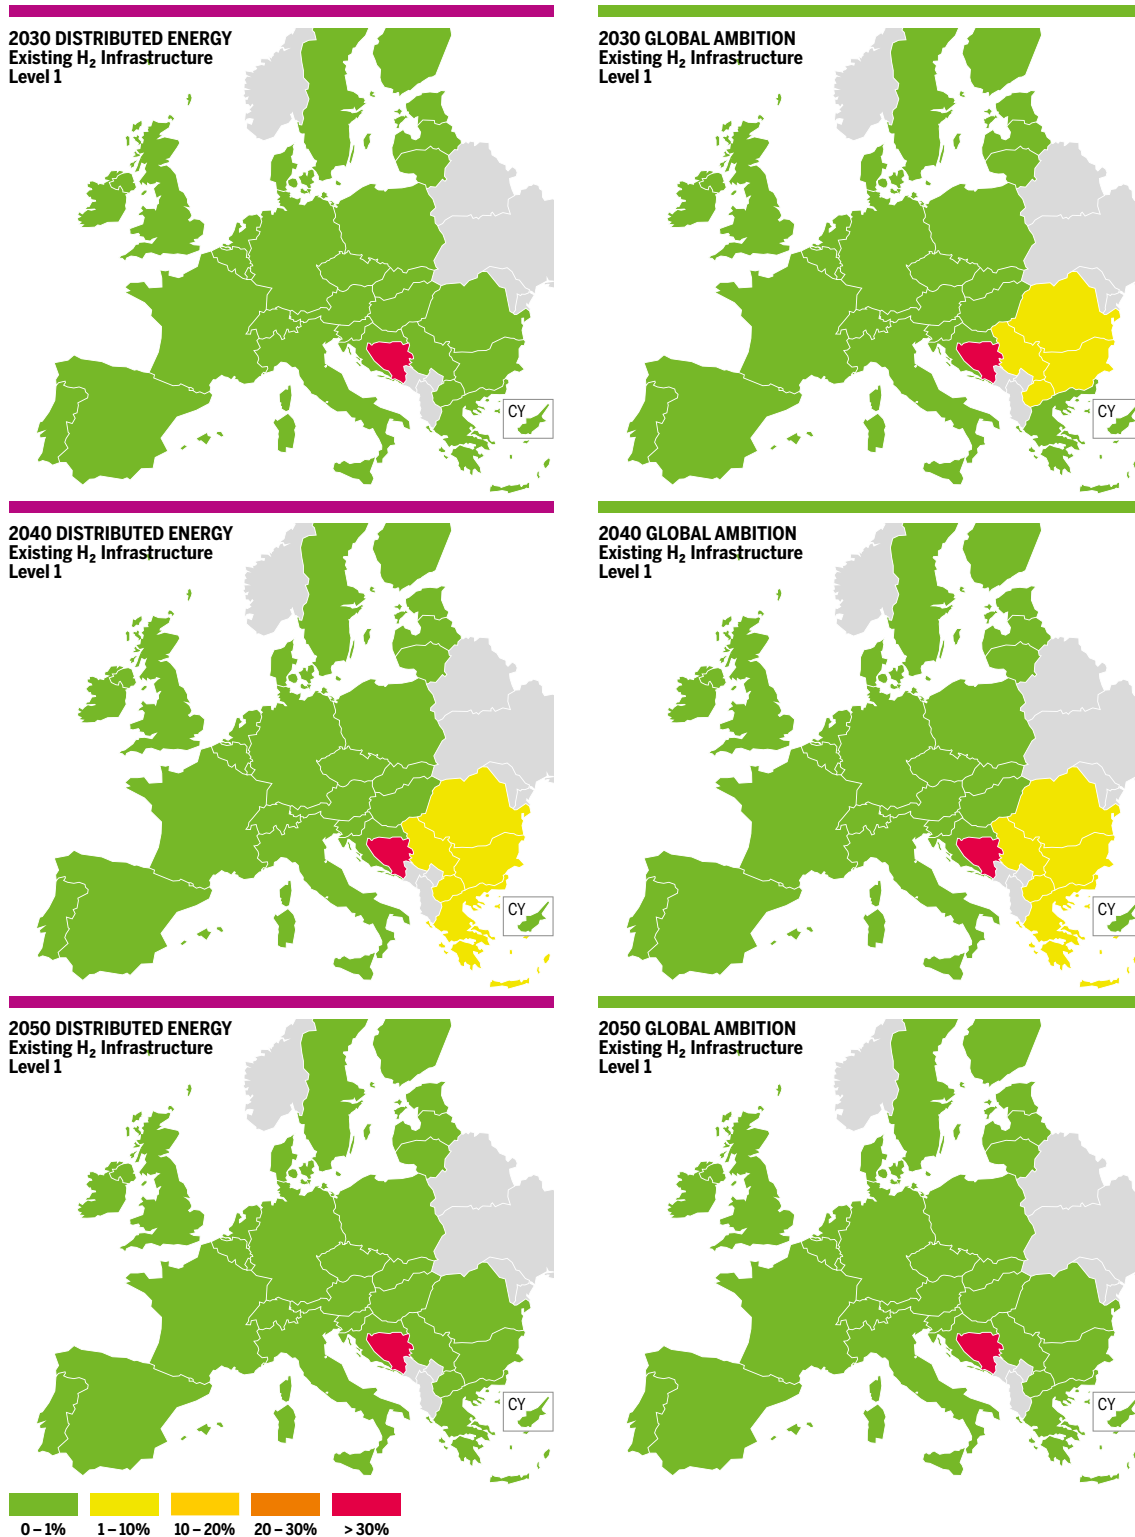 2030 DISTRIBUTED ENERGY
Existing H₂ Infrastructure
Level 1
CY
2030 GLOBAL AMBITION
Existing H₂ Infrastructure
Level 1
CY
2040 DISTRIBUTED ENERGY
Existing H₂ Infrastructure
Level 1
CY
2040 GLOBAL AMBITION
Existing H₂ Infrastructure
Level 1
CY
2050 DISTRIBUTED ENERGY
Existing H₂ Infrastructure
Level 1
CY
2050 GLOBAL AMBITION
Existing H₂ Infrastructure
Level 1
CY
0 – 1% 1 – 10% 10 – 20% 20 – 30% > 30%